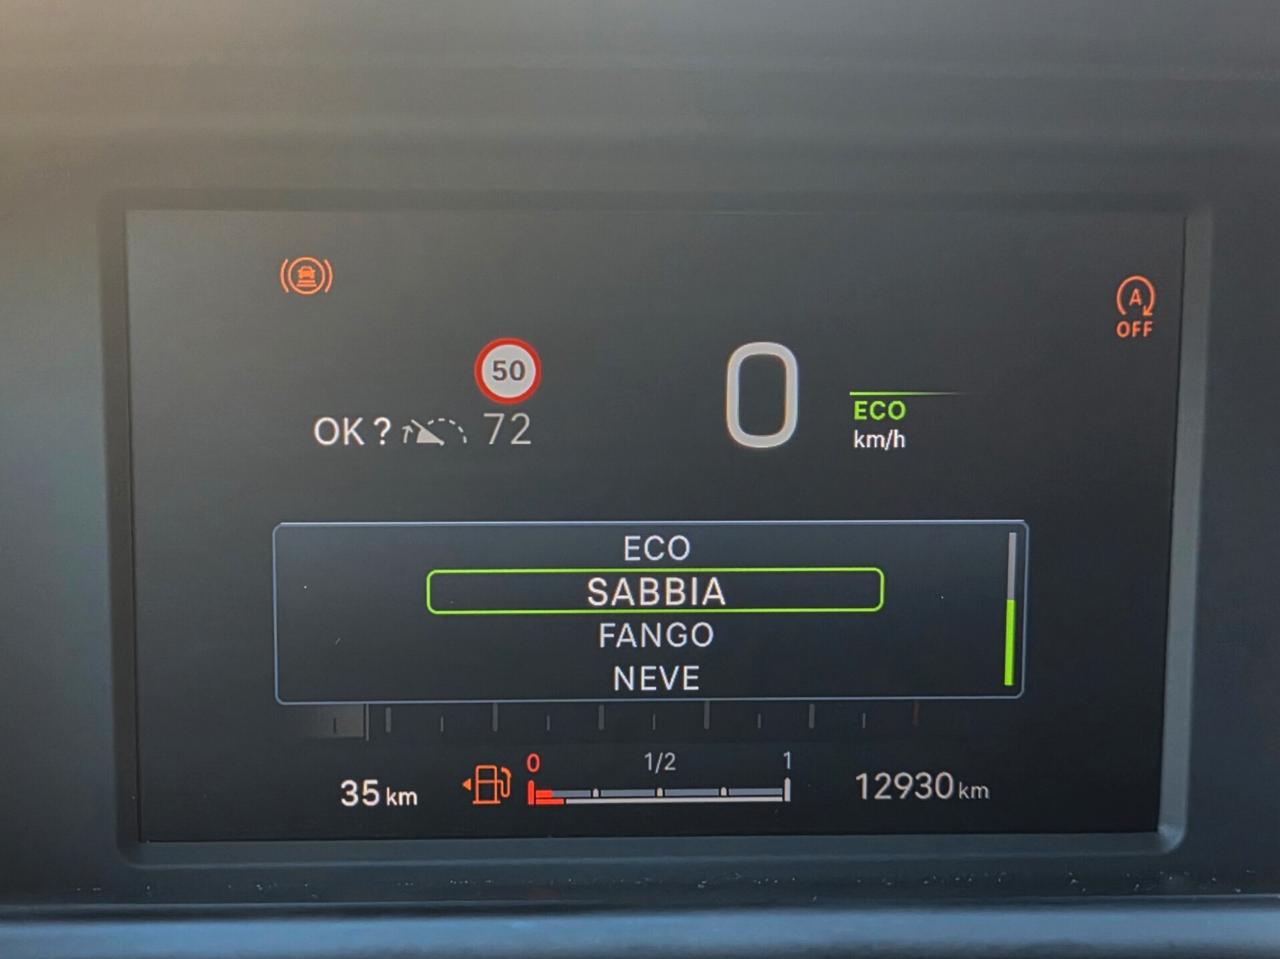 A
OFF
50
OK ? 72
0
ECO
km/h
ECO
SABBIA
FANGO
NEVE
0 1/2 1
35 km
12930 km